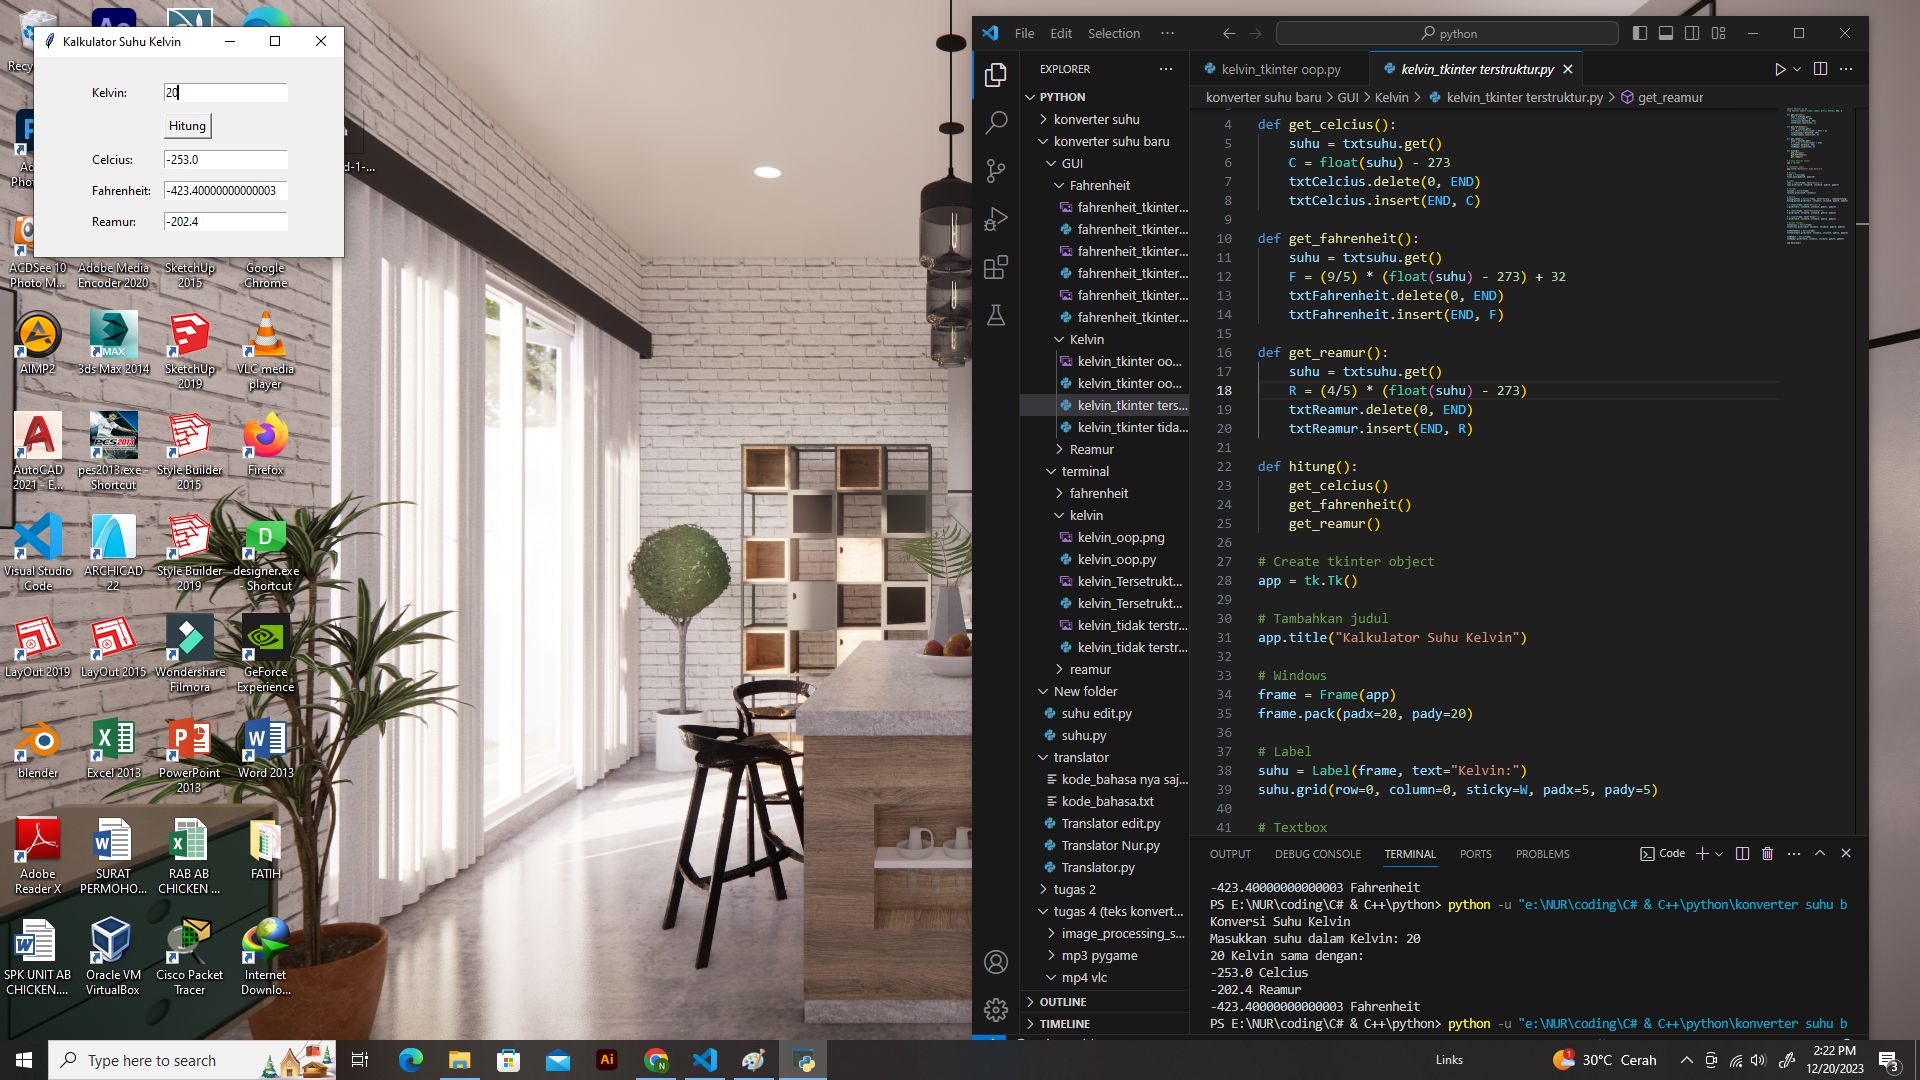 Kalkulator Suhu Kelvin
Kelvin:
20
Hitung
Celcius:
-253.0
Fahrenheit:
-423.40000000000003
Reamur:
-202.4
ACDSee 10 Photo M...
Adobe Media Encoder 2020
SketchUp 2015
Google Chrome
AIMP2
3ds Max 2014
SketchUp 2019
VLC media player
AutoCAD 2021 - E...
pes2013.exe - Shortcut
Style Builder 2015
Firefox
Visual Studio Code
ARCHICAD 22
Style Builder 2019
designer.exe - Shortcut
LayOut 2019
LayOut 2015
Wondershare Filmora
GeForce Experience
blender
Excel 2013
PowerPoint 2013
Word 2013
Adobe Reader X
SURAT PERMOHO...
RAB AB CHICKEN ...
FATIH
SPK UNIT AB CHICKEN....
Oracle VM VirtualBox
Cisco Packet Tracer
Internet Downlo...
File Edit Selection ···
python
EXPLORER
PYTHON
konverter suhu
konverter suhu baru
GUI
Fahrenheit
fahrenheit_tkinter...
fahrenheit_tkinter...
fahrenheit_tkinter...
fahrenheit_tkinter...
fahrenheit_tkinter...
fahrenheit_tkinter...
Kelvin
kelvin_tkinter oo...
kelvin_tkinter oo...
kelvin_tkinter ters...
kelvin_tkinter tida...
Reamur
terminal
fahrenheit
kelvin
kelvin_oop.png
kelvin_oop.py
kelvin_Tersetrukt...
kelvin_Tersetrukt...
kelvin_tidak terstr...
kelvin_tidak terstr...
reamur
New folder
suhu edit.py
suhu.py
translator
kode_bahasa nya saj...
kode_bahasa.txt
Translator edit.py
Translator Nur.py
Translator.py
tugas 2
tugas 4 (teks konvert...
image_processing_s...
mp3 pygame
mp4 vlc
OUTLINE
TIMELINE
kelvin_tkinter oop.py
kelvin_tkinter terstruktur.py
konverter suhu baru > GUI > Kelvin > kelvin_tkinter terstruktur.py > get_reamur
4 def get_celcius():
5 suhu = txtsuhu.get()
6 C = float(suhu) - 273
7 txtCelcius.delete(0, END)
8 txtCelcius.insert(END, C)
9
10 def get_fahrenheit():
11 suhu = txtsuhu.get()
12 F = (9/5) * (float(suhu) - 273) + 32
13 txtFahrenheit.delete(0, END)
14 txtFahrenheit.insert(END, F)
15
16 def get_reamur():
17 suhu = txtsuhu.get()
18 R = (4/5) * (float(suhu) - 273)
19 txtReamur.delete(0, END)
20 txtReamur.insert(END, R)
21
22 def hitung():
23 get_celcius()
24 get_fahrenheit()
25 get_reamur()
26
27 # Create tkinter object
28 app = tk.Tk()
29
30 # Tambahkan judul
31 app.title("Kalkulator Suhu Kelvin")
32
33 # Windows
34 frame = Frame(app)
35 frame.pack(padx=20, pady=20)
36
37 # Label
38 suhu = Label(frame, text="Kelvin:")
39 suhu.grid(row=0, column=0, sticky=W, padx=5, pady=5)
40
41 # Textbox
OUTPUT DEBUG CONSOLE TERMINAL PORTS PROBLEMS
Code
-423.40000000000003 Fahrenheit
PS E:\NUR\coding\C# & C++\python> python -u "e:\NUR\coding\C# & C++\python\konverter suhu b
Konversi Suhu Kelvin
Masukkan suhu dalam Kelvin: 20
20 Kelvin sama dengan:
-253.0 Celcius
-202.4 Reamur
-423.40000000000003 Fahrenheit
PS E:\NUR\coding\C# & C++\python> python -u "e:\NUR\coding\C# & C++\python\konverter suhu b
Type here to search
Links
30°C Cerah
2:22 PM
12/20/2023